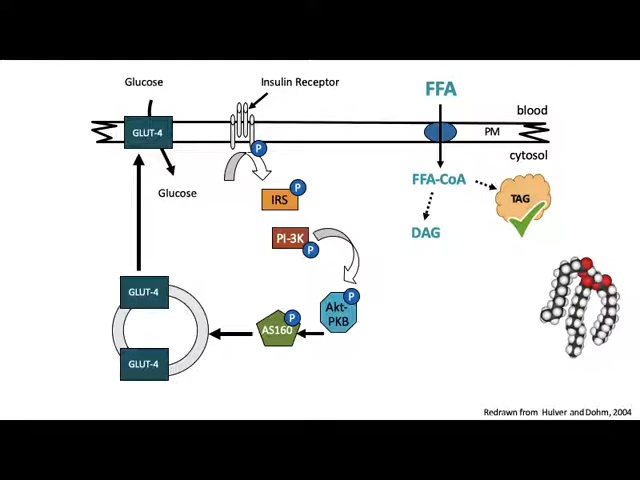 Glucose
Insulin Receptor
FFA
blood
GLUT-4
PM
cytosol
P
FFA-CoA
Glucose
P
IRS
TAG
DAG
PI-3K
P
GLUT-4
P
Akt-
PKB
P
AS160
GLUT-4
Redrawn from Hulver and Dohm, 2004